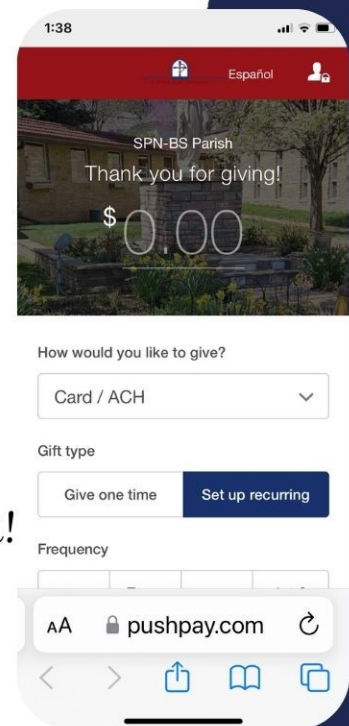 1:38
Español
SPN-BS Parish
Thank you for giving!
$0.00
How would you like to give?
Card / ACH
Gift type
Give one time
Set up recurring
Frequency
AA
pushpay.com